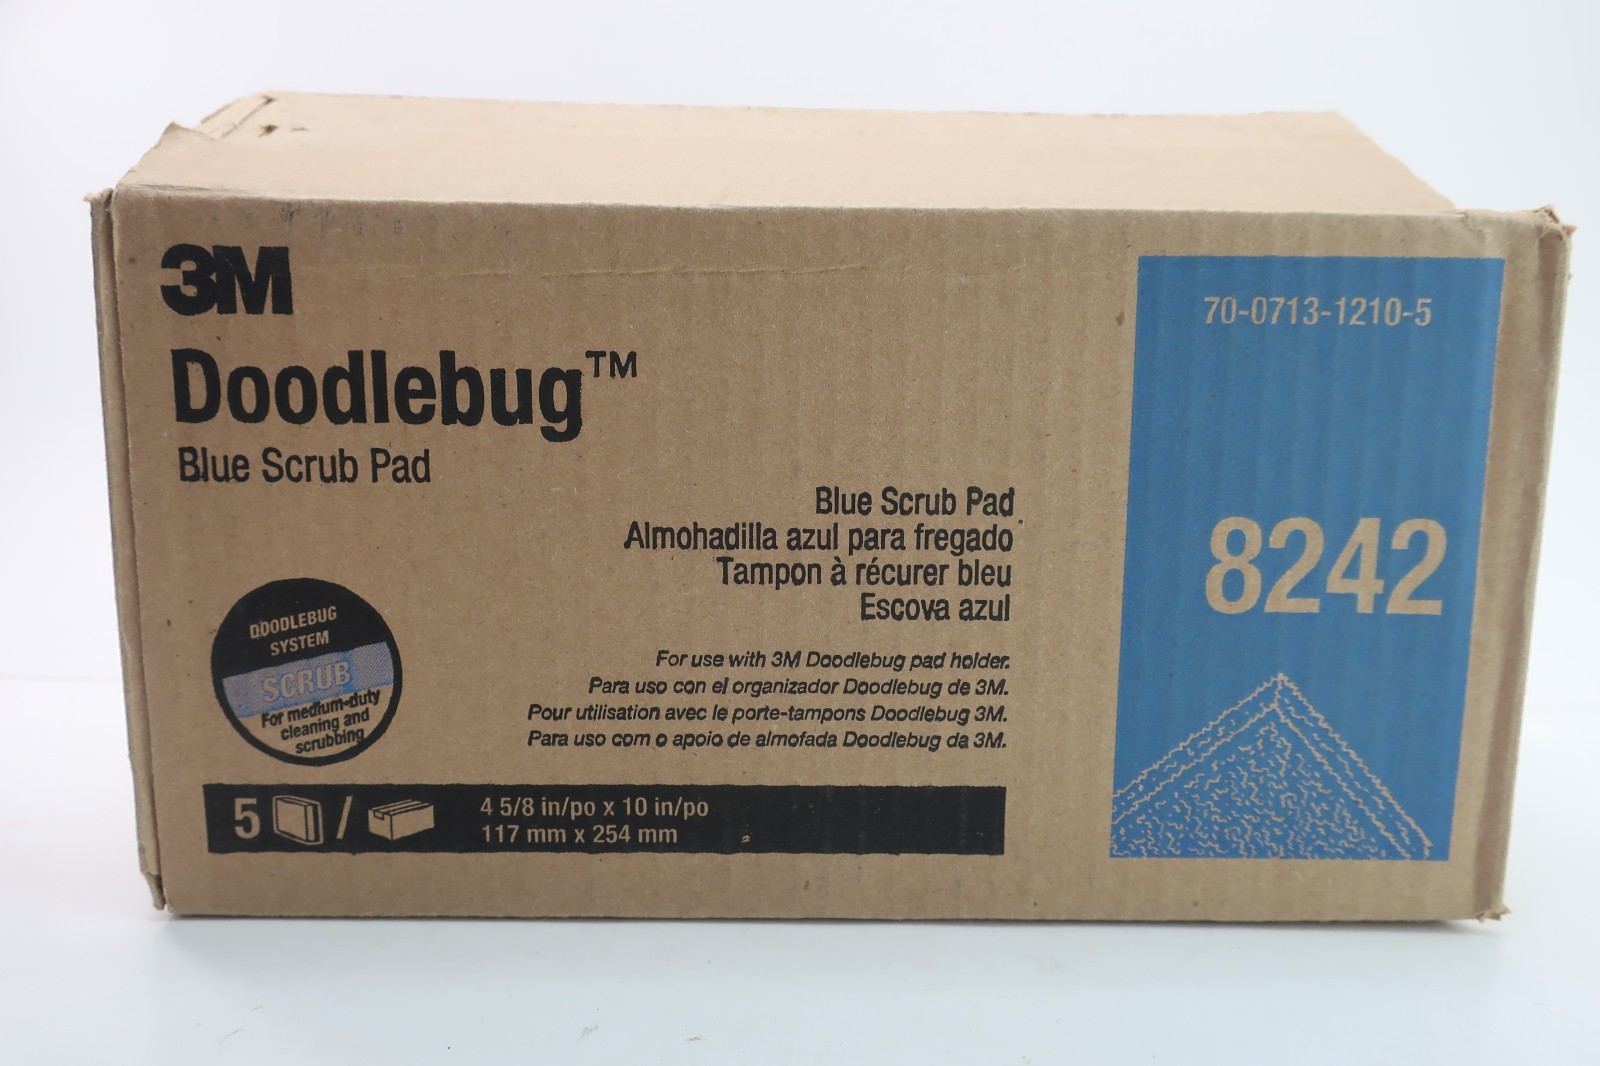 3M
Doodlebug™
Blue Scrub Pad
Blue Scrub Pad
Almohadilla azul para fregado
Tampon à récurer bleu
Escova azul
For use with 3M Doodlebug pad holder.
Para uso con el organizador Doodlebug de 3M.
Pour utilisation avec le porte-tampons Doodlebug 3M.
Para uso com o apoio de almofada Doodlebug da 3M.
DOODLEBUG
SYSTEM
SCRUB
For medium-duty
cleaning and
scrubbing
5 /
4 5/8 in/po x 10 in/po
117 mm x 254 mm
70-0713-1210-5
8242